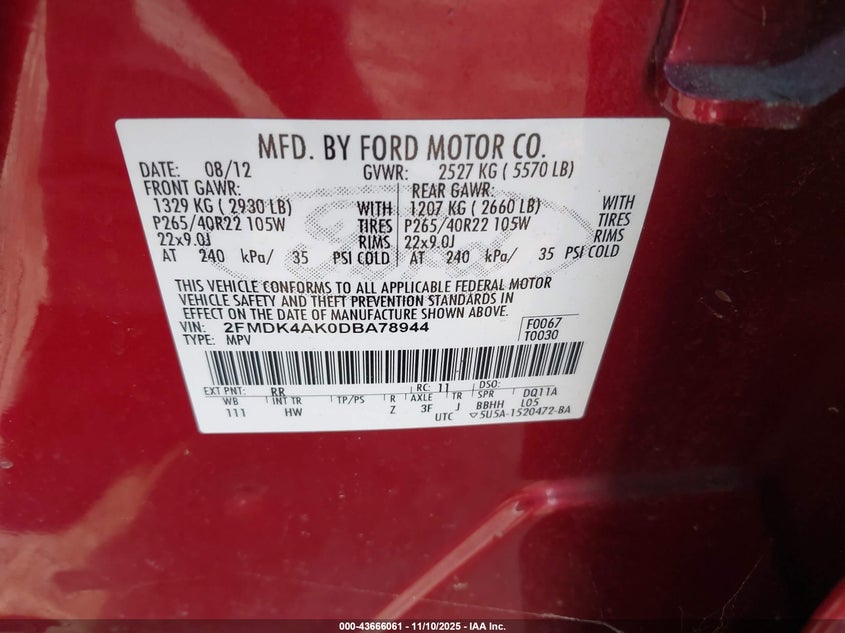 MFD. BY FORD MOTOR CO.
DATE: 08/12 GVWR: 2527 KG ( 5570 LB)
FRONT GAWR: REAR GAWR:
1329 KG ( 2930 LB) WITH 1207 KG ( 2660 LB) WITH
P265/40R22 105W TIRES P265/40R22 105W TIRES
22x9.0J RIMS 22x9.0J RIMS
AT 240 kPa/ 35 PSI COLD AT 240 kPa/ 35 PSI COLD
THIS VEHICLE CONFORMS TO ALL APPLICABLE FEDERAL MOTOR
VEHICLE SAFETY AND THEFT PREVENTION STANDARDS IN
EFFECT ON THE DATE OF MANUFACTURE SHOWN ABOVE.
VIN: 2FMDK4AK0DBA78944 F0067
TYPE: MPV T0030
EXT PNT: RR RC: 11 DSO:
WB INT TR TP/PS R AXLE TR SPR DQ11A
111 HW Z 3F J BBHH L05
UTC ▽5U5A-1520472-BA
Ford
000-43666061 - 11/10/2025 - IAA Inc.